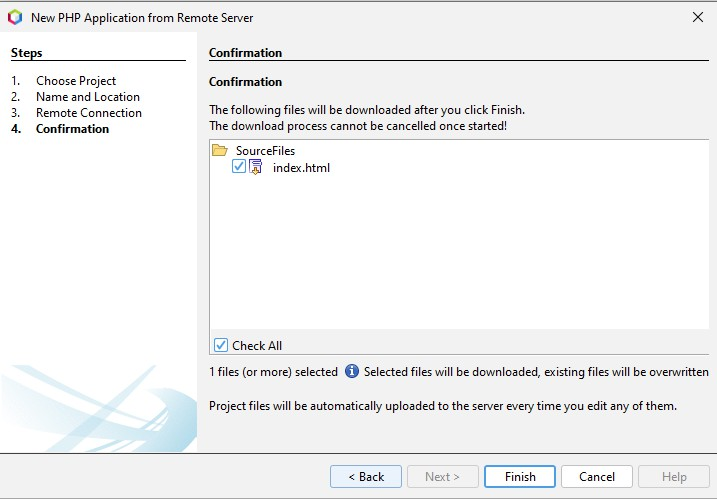 New PHP Application from Remote Server
Steps
1. Choose Project
2. Name and Location
3. Remote Connection
4. Confirmation
Confirmation
Confirmation
The following files will be downloaded after you click Finish.
The download process cannot be cancelled once started!
SourceFiles
index.html
Check All
1 files (or more) selected Selected files will be downloaded, existing files will be overwritten
Project files will be automatically uploaded to the server every time you edit any of them.
< Back Next > Finish Cancel Help